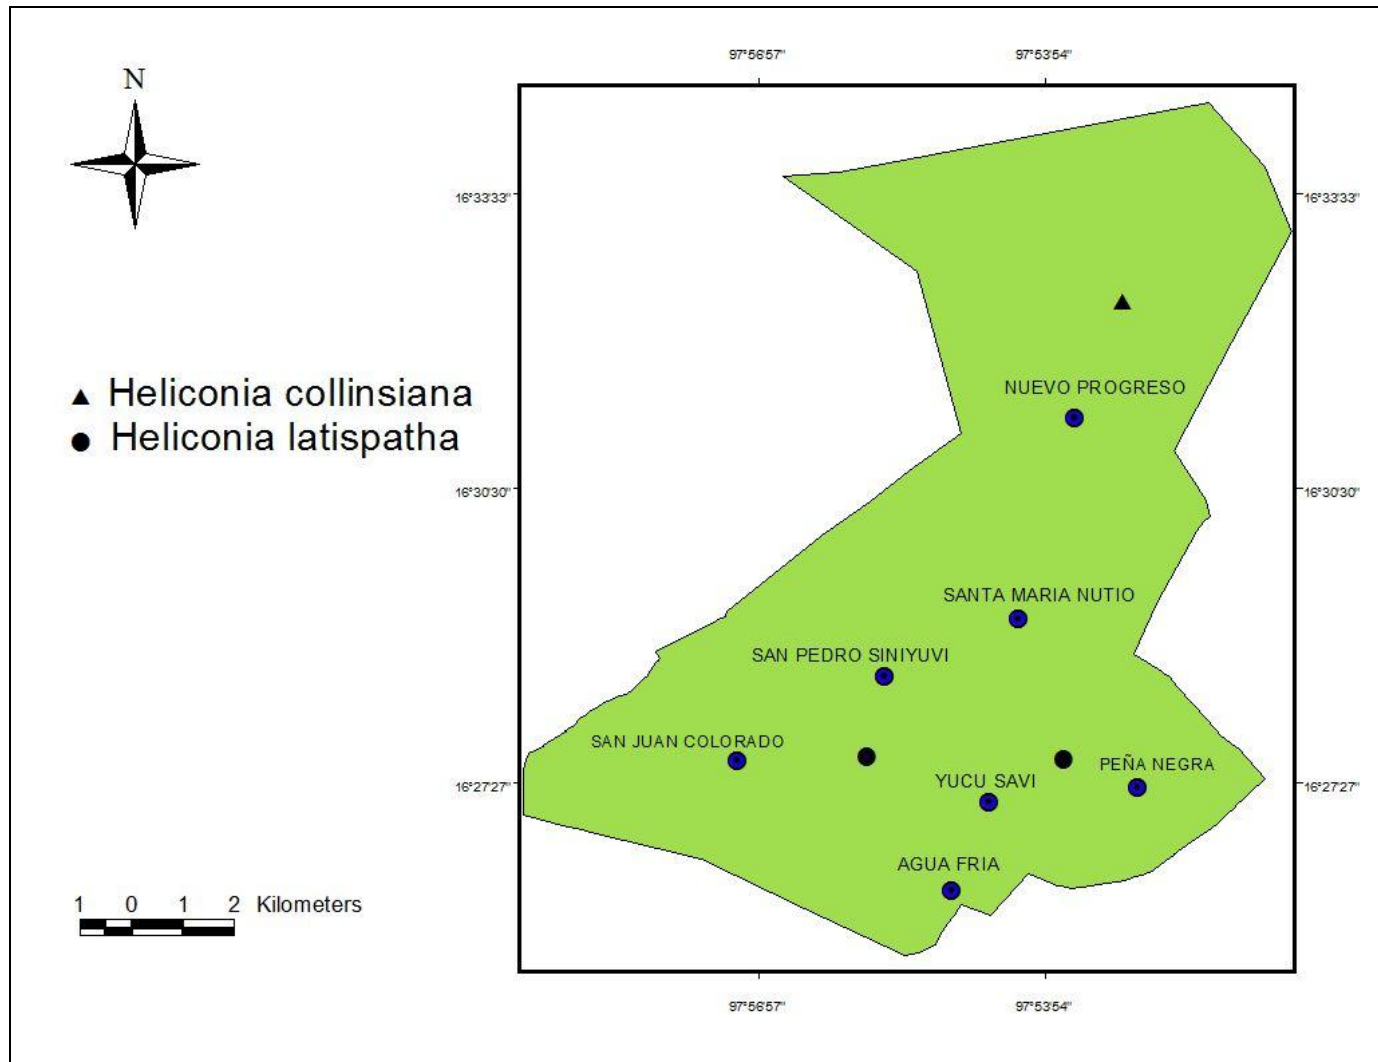 97°56'57" 97°53'54"
N
16°33'33" 16°33'33"
Heliconia collinsiana
NUEVO PROGRESO
Heliconia latispatha
16°30'30" 16°30'30"
SANTA MARIA NUTIO
SAN PEDRO SINIYUVI
SAN JUAN COLORADO
PEÑA NEGRA
YUCU SAVI
16°27'27" 16°27'27"
AGUA FRIA
1 0 1 2 Kilometers
97°56'57" 97°53'54"